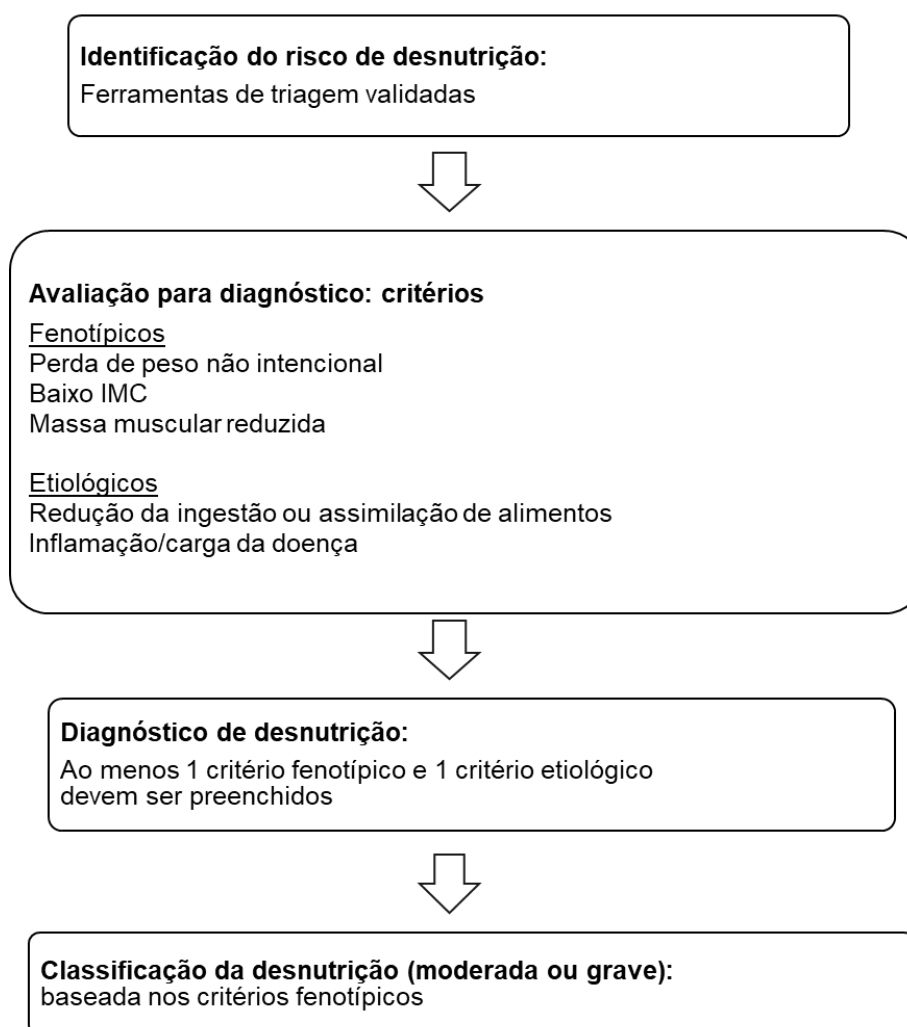 Identificação do risco de desnutrição:
Ferramentas de triagem validadas
Avaliação para diagnóstico: critérios
Fenotípicos
Perda de peso não intencional
Baixo IMC
Massa muscular reduzida
Etiológicos
Redução da ingestão ou assimilação de alimentos
Inflamação/carga da doença
Diagnóstico de desnutrição:
Ao menos 1 critério fenotípico e 1 critério etiológico
devem ser preenchidos
Classificação da desnutrição (moderada ou grave):
baseada nos critérios fenotípicos